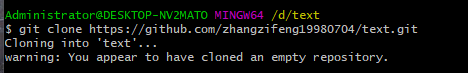 Administrator@DESKTOP-NV2MATO MINGW64 /d/text
$ git clone https://github.com/zhangzifeng19980704/text.git
Cloning into 'text'...
warning: You appear to have cloned an empty repository.